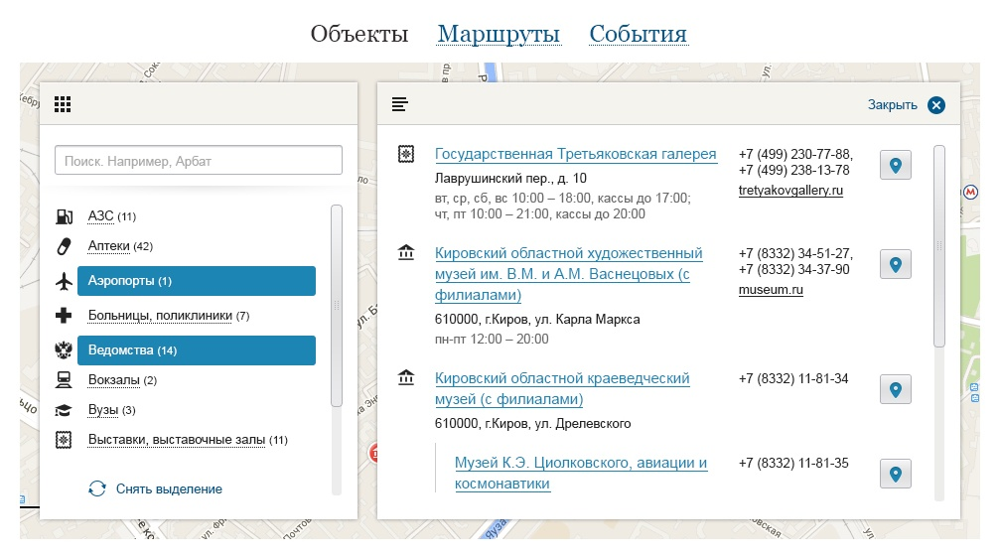 Объекты Маршруты События
Закрыть
Поиск. Например, Арбат
АЗС (11)
Аптеки (42)
Аэропорты (1)
Больницы, поликлиники (7)
Ведомства (14)
Вокзалы (2)
Вузы (3)
Выставки, выставочные залы (11)
Снять выделение
Государственная Третьяковская галерея
Лаврушинский пер., д. 10
вт, ср, сб, вс 10:00 – 18:00, кассы до 17:00;
чт, пт 10:00 – 21:00, кассы до 20:00
+7 (499) 230-77-88,
+7 (499) 238-13-78
tretyakovgallery.ru
Кировский областной художественный
музей им. В.М. и А.М. Васнецовых (с
филиалами)
610000, г.Киров, ул. Карла Маркса
пн-пт 12:00 – 20:00
+7 (8332) 34-51-27,
+7 (8332) 34-37-90
museum.ru
Кировский областной краеведческий
музей (с филиалами)
610000, г.Киров, ул. Дрелевского
+7 (8332) 11-81-34
Музей К.Э. Циолковского, авиации и
космонавтики
+7 (8332) 11-81-35
Яуза